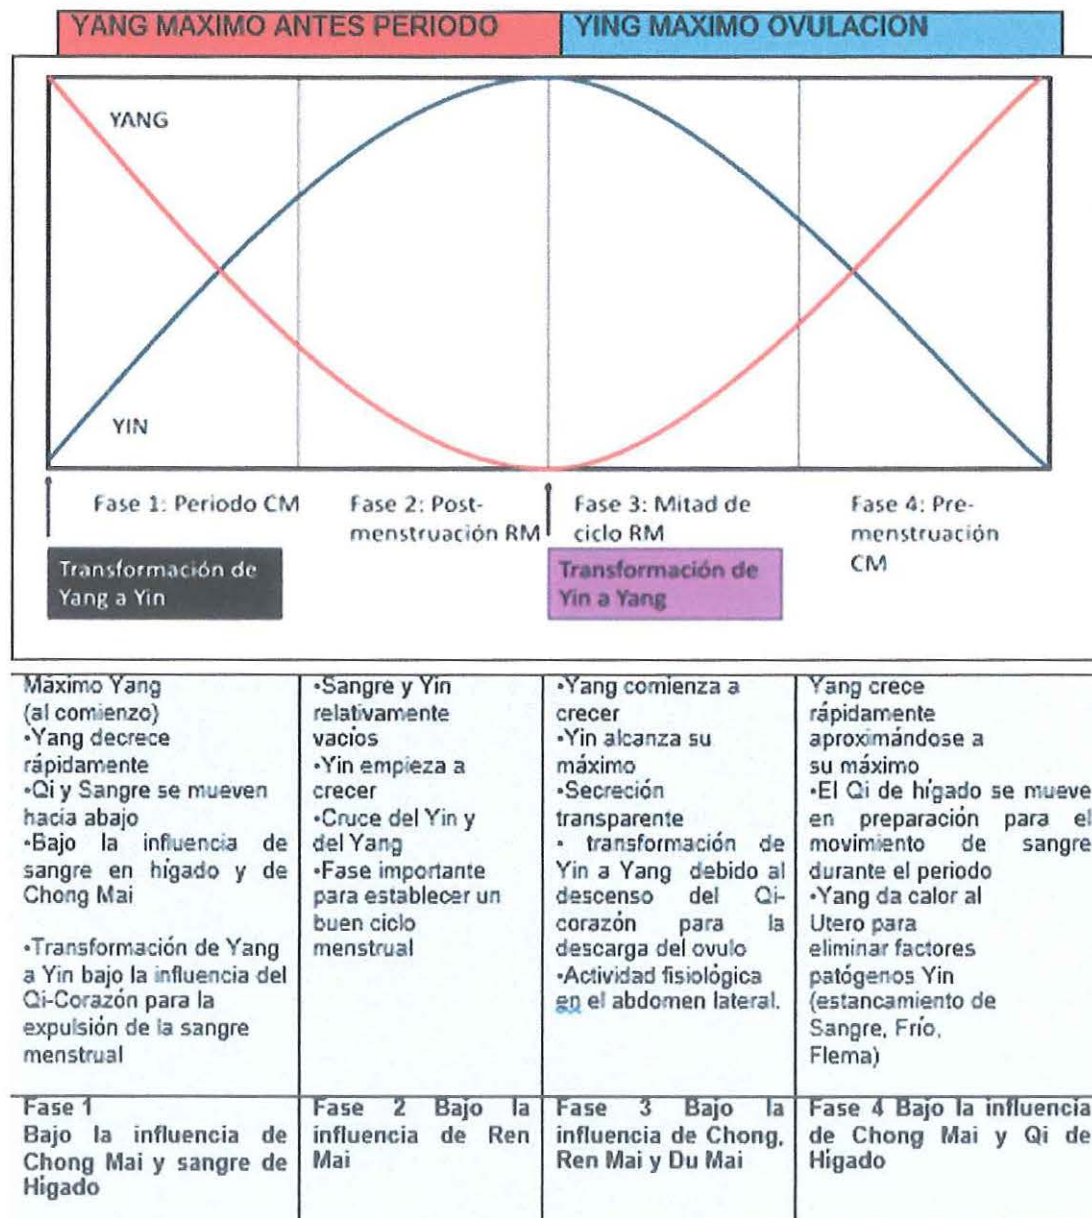 YANG MAXIMO ANTES PERIODO
YING MAXIMO OVULACION
YANG
YIN
Fase 1: Periodo CM
Fase 2: Post-
menstruación RM
Fase 3: Mitad de
ciclo RM
Fase 4: Pre-
menstruación
CM
Transformación de
Yang a Yin
Transformación de
Yin a Yang
Máximo Yang
(al comienzo)
•Yang decrece
rápidamente
•Qi y Sangre se mueven
hacia abajo
•Bajo la influencia de
sangre en hígado y de
Chong Mai
•Transformación de Yang
a Yin bajo la influencia del
Qi-Corazón para la
expulsión de la sangre
menstrual
•Sangre y Yin
relativamente
vacíos
•Yin empieza a
crecer
•Cruce del Yin y
del Yang
•Fase importante
para establecer un
buen ciclo
menstrual
•Yang comienza a
crecer
•Yin alcanza su
máximo
•Secreción
transparente
• transformación de
Yin a Yang debido al
descenso del Qi-
corazón para la
descarga del ovulo
•Actividad fisiológica
en el abdomen lateral.
Yang crece
rápidamente
aproximándose a
su máximo
•El Qi de hígado se mueve
en preparación para el
movimiento de sangre
durante el periodo
•Yang da calor al
Utero para
eliminar factores
patógenos Yin
(estancamiento de
Sangre, Frío,
Flema)
Fase 1
Bajo la influencia de
Chong Mai y sangre de
Hígado
Fase 2 Bajo la
influencia de Ren
Mai
Fase 3 Bajo la
influencia de Chong,
Ren Mai y Du Mai
Fase 4 Bajo la influencia
de Chong Mai y Qi de
Hígado